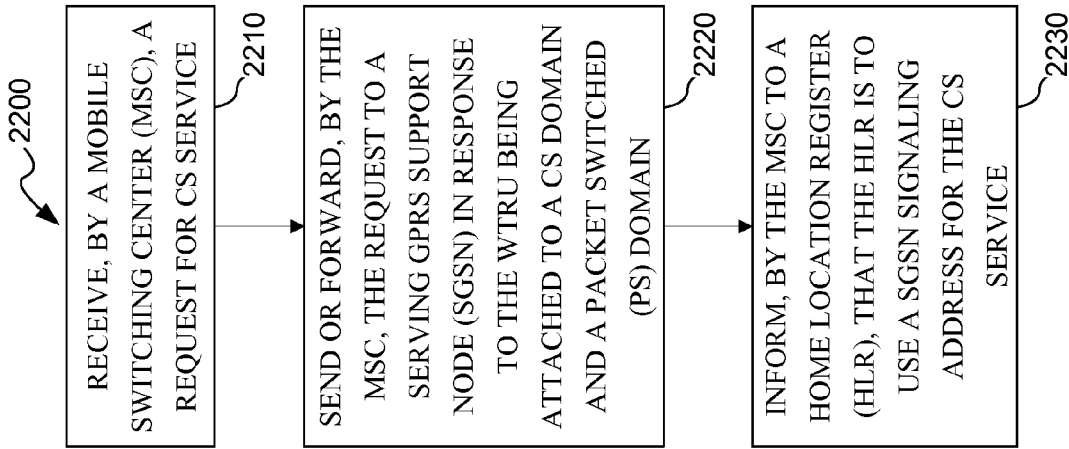 2200
RECEIVE, BY A MOBILE
SWITCHING CENTER (MSC), A
REQUEST FOR CS SERVICE
2210
SEND OR FORWARD, BY THE
MSC, THE REQUEST TO A
SERVING GPRS SUPPORT
NODE (SGSN) IN RESPONSE
TO THE WTRU BEING
ATTACHED TO A CS DOMAIN
AND A PACKET SWITCHED
(PS) DOMAIN
2220
INFORM, BY THE MSC TO A
HOME LOCATION REGISTER
(HLR), THAT THE HLR IS TO
USE A SGSN SIGNALING
ADDRESS FOR THE CS
SERVICE
2230